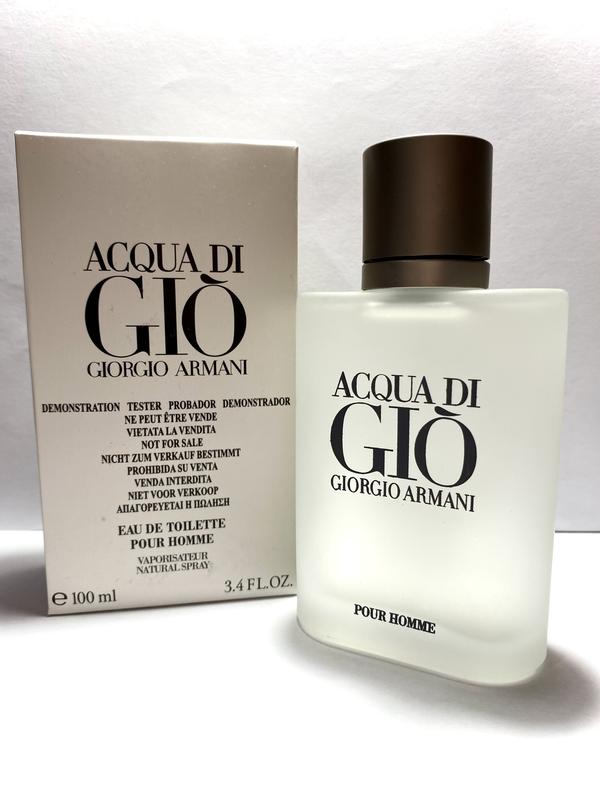 ACQUA DI
GIÒ
GIORGIO ARMANI
DEMONSTRATION TESTER PROBADOR DEMONSTRADOR
NE PEUT ÊTRE VENDE
VIETATA LA VENDITA
NOT FOR SALE
NICHT ZUM VERKAUF BESTIMMT
PROHIBIDA SU VENTA
VENDA INTERDITA
NIET VOOR VERKOOP
ΑΠΑΓΟΡΕΥΕΤΑΙ Η ΠΩΛΗΣΗ
EAU DE TOILETTE
POUR HOMME
VAPORISATEUR
NATURAL SPRAY
℮ 100 ml 3.4 FL.OZ.
ACQUA DI
GIÒ
GIORGIO ARMANI
POUR HOMME